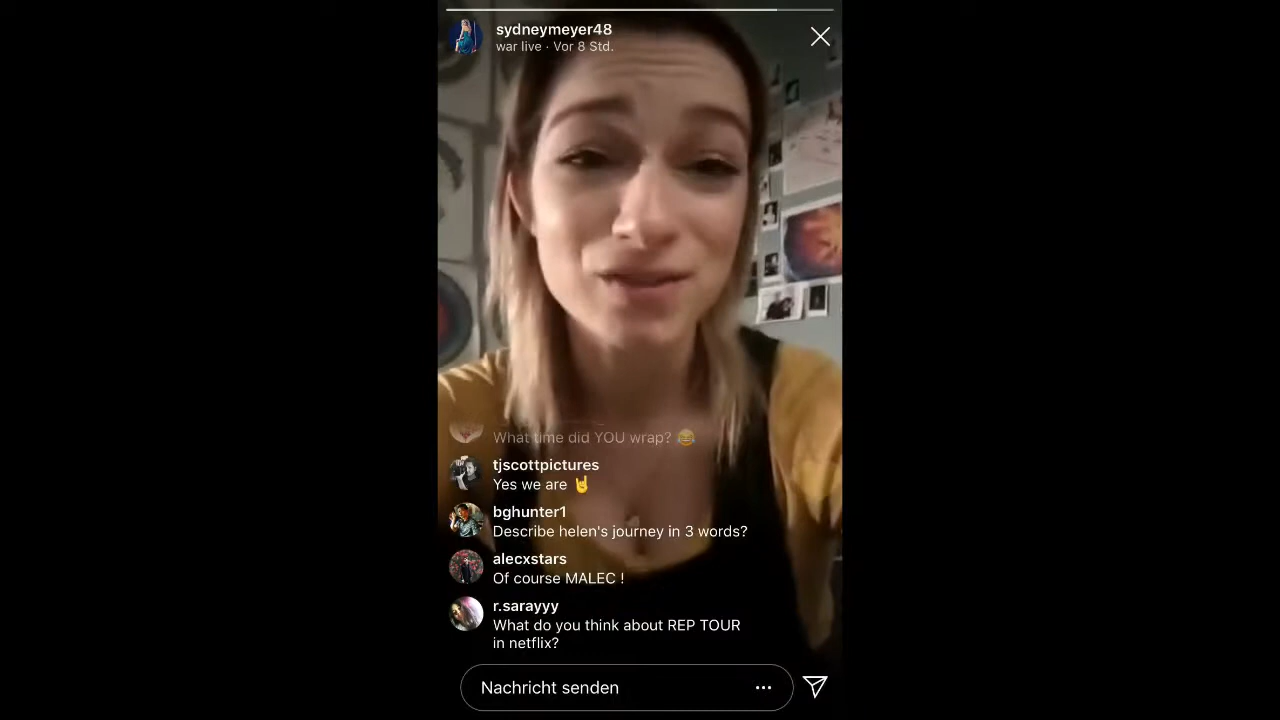 sydneymeyer48
war live · Vor 8 Std.
What time did YOU wrap? 😂
tjscottpictures
Yes we are 🤘
bghunter1
Describe helen's journey in 3 words?
alecxstars
Of course MALEC !
r.sarayyy
What do you think about REP TOUR
in netflix?
Nachricht senden